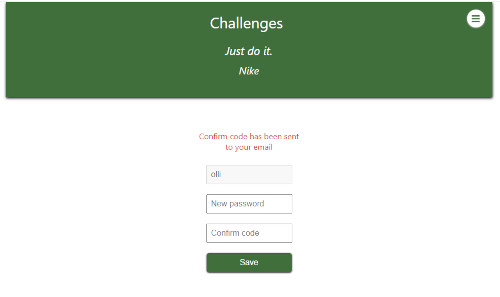 Challenges
Just do it.
Nike
Confirm code has been sent
to your email
olli
New password
Confirm code
Save